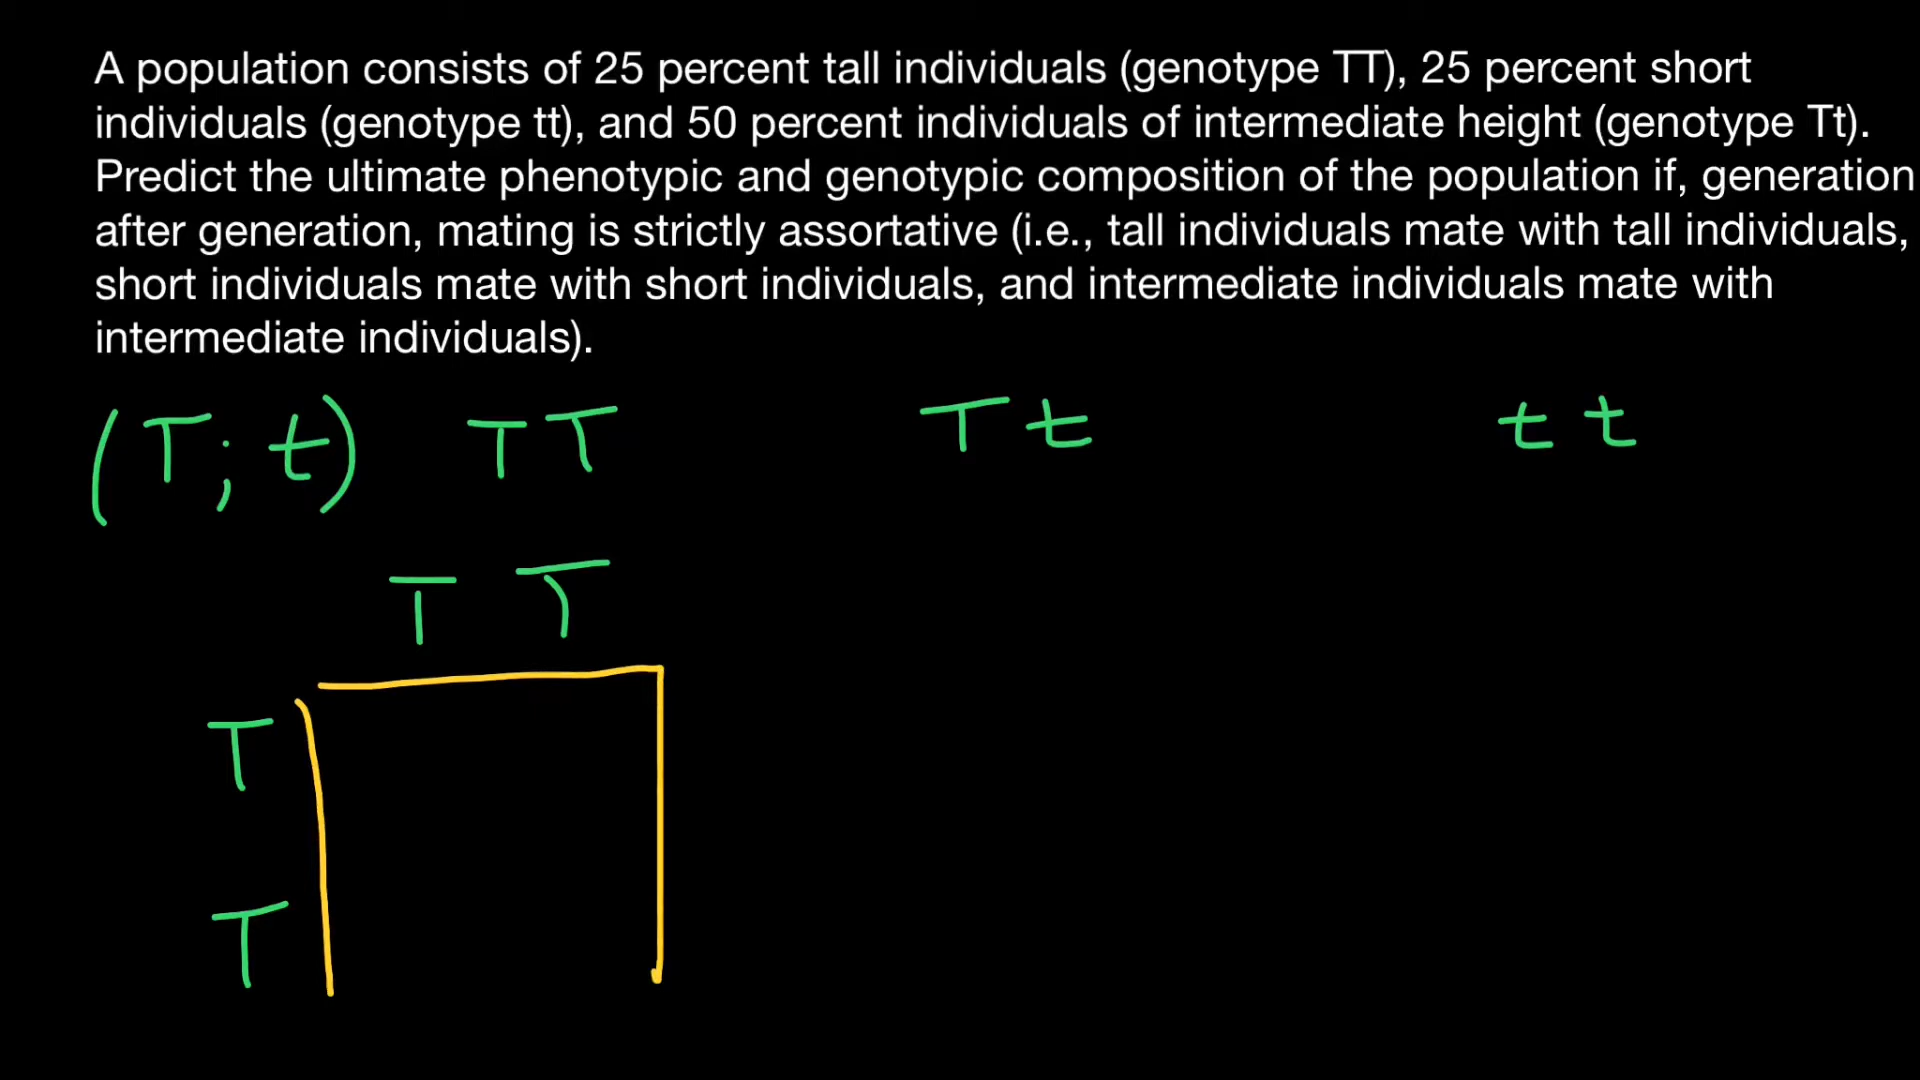 A population consists of 25 percent tall individuals (genotype TT), 25 percent short
individuals (genotype tt), and 50 percent individuals of intermediate height (genotype Tt).
Predict the ultimate phenotypic and genotypic composition of the population if, generation
after generation, mating is strictly assortative (i.e., tall individuals mate with tall individuals,
short individuals mate with short individuals, and intermediate individuals mate with
intermediate individuals).
(T; t) TT Tt tt
T T
T
T